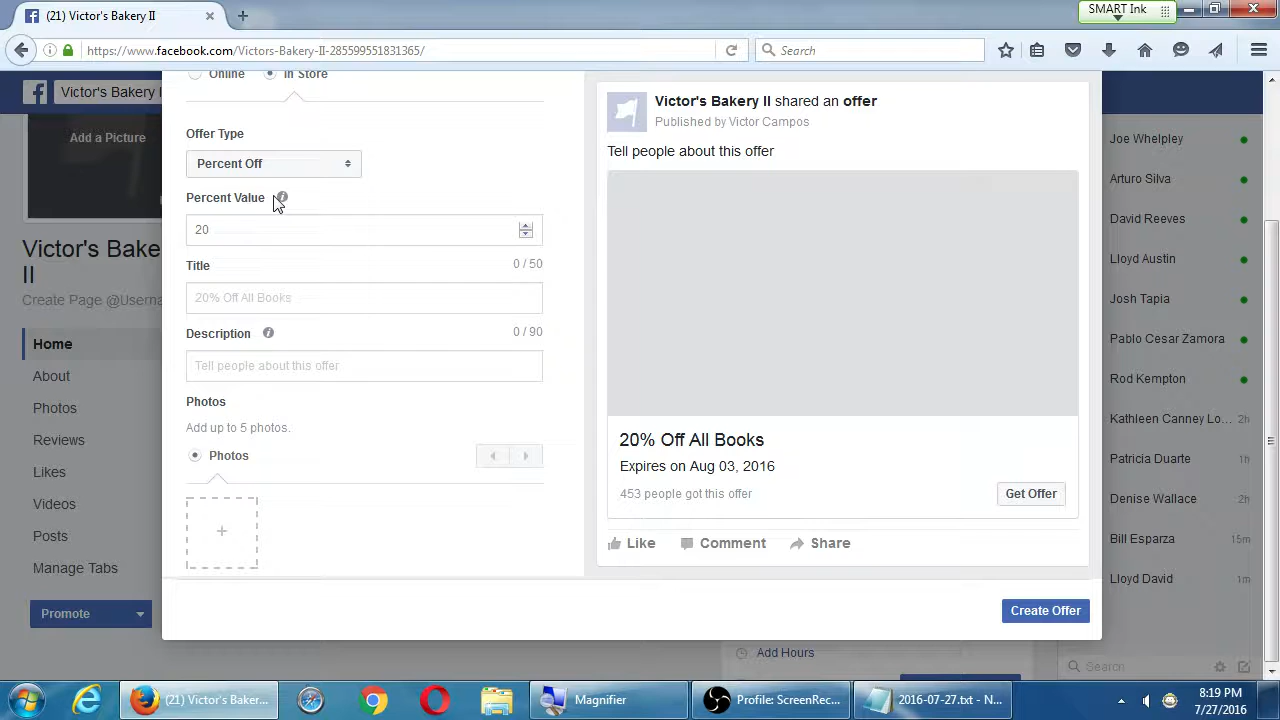 (21) Victor's Bakery II
SMART Ink
https://www.facebook.com/Victors-Bakery-II-285599551831365/
Search
Victor's Bakery
Add a Picture
Victor's Bake
II
Create Page @Userna
Home
About
Photos
Reviews
Likes
Videos
Posts
Manage Tabs
Promote
Online
In Store
Offer Type
Percent Off
Percent Value
20
Title
0 / 50
20% Off All Books
Description
0 / 90
Tell people about this offer
Photos
Add up to 5 photos.
Photos
Victor's Bakery II shared an offer
Published by Victor Campos
Tell people about this offer
20% Off All Books
Expires on Aug 03, 2016
453 people got this offer
Get Offer
Like
Comment
Share
Create Offer
Add Hours
Joe Whelpley
Arturo Silva
David Reeves
Lloyd Austin
Josh Tapia
Pablo Cesar Zamora
Rod Kempton
Kathleen Canney Lo... 2h
Patricia Duarte 1h
Denise Wallace 2h
Bill Esparza 15m
Lloyd David 1m
Search
(21) Victor's Baker...
Magnifier
Profile: ScreenRec...
2016-07-27.txt - N...
8:19 PM
7/27/2016